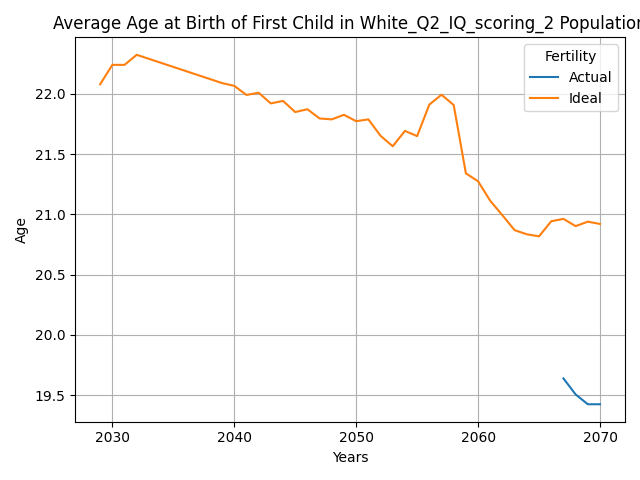 Average Age at Birth of First Child in White_Q2_IQ_scoring_2 Population
Fertility
Actual
Ideal
22.0
21.5
21.0
20.5
20.0
19.5
Age
2030 2040 2050 2060 2070
Years